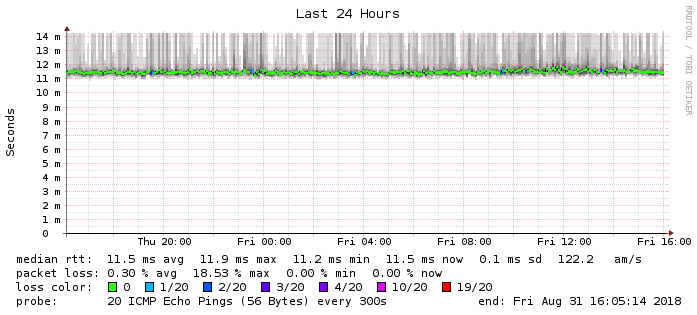 Last 24 Hours
RRDTOOL / TOBI OETIKER
Seconds
14 m
13 m
12 m
11 m
10 m
9 m
8 m
7 m
6 m
5 m
4 m
3 m
2 m
1 m
0
Thu 20:00 Fri 00:00 Fri 04:00 Fri 08:00 Fri 12:00 Fri 16:00
median rtt: 11.5 ms avg 11.9 ms max 11.2 ms min 11.5 ms now 0.1 ms sd 122.2 am/s
packet loss: 0.30 % avg 18.53 % max 0.00 % min 0.00 % now
loss color: 0 1/20 2/20 3/20 4/20 10/20 19/20
probe: 20 ICMP Echo Pings (56 Bytes) every 300s end: Fri Aug 31 16:05:14 2018